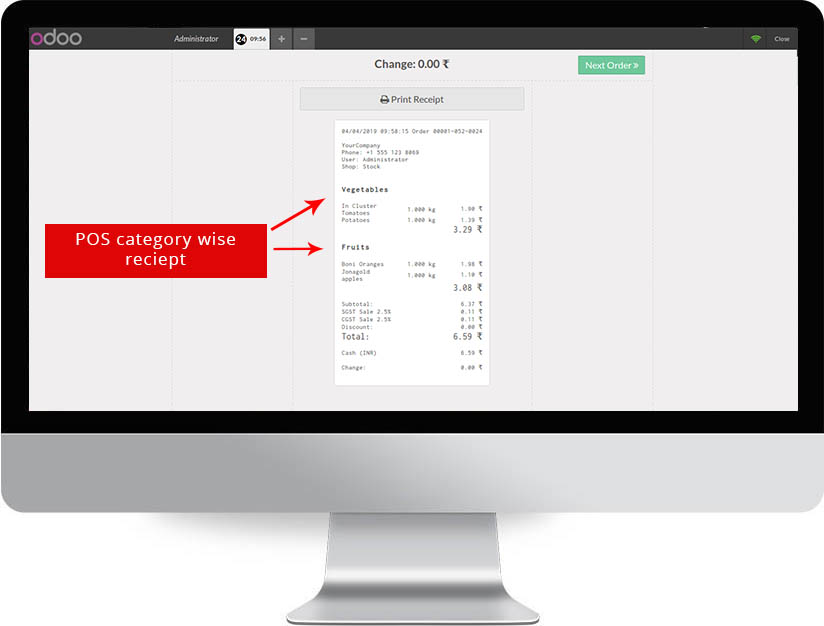 odoo Administrator 24 09:56 + − Close
Change: 0.00 ₹ Next Order »
Print Receipt
04/04/2019 09:58:15 Order 00001-052-0024
YourCompany
Phone: +1 555 123 8069
User: Administrator
Shop: Stock
Vegetables
In Cluster
Tomatoes 1.000 kg 1.90 ₹
Potatoes 1.000 kg 1.39 ₹
3.29 ₹
POS category wise
reciept
Fruits
Boni Oranges 1.000 kg 1.98 ₹
Jonagold
apples 1.000 kg 1.10 ₹
3.08 ₹
Subtotal: 6.37 ₹
SGST Sale 2.5% 0.11 ₹
CGST Sale 2.5% 0.11 ₹
Discount: 0.00 ₹
Total: 6.59 ₹
Cash (INR) 6.59 ₹
Change: 0.00 ₹